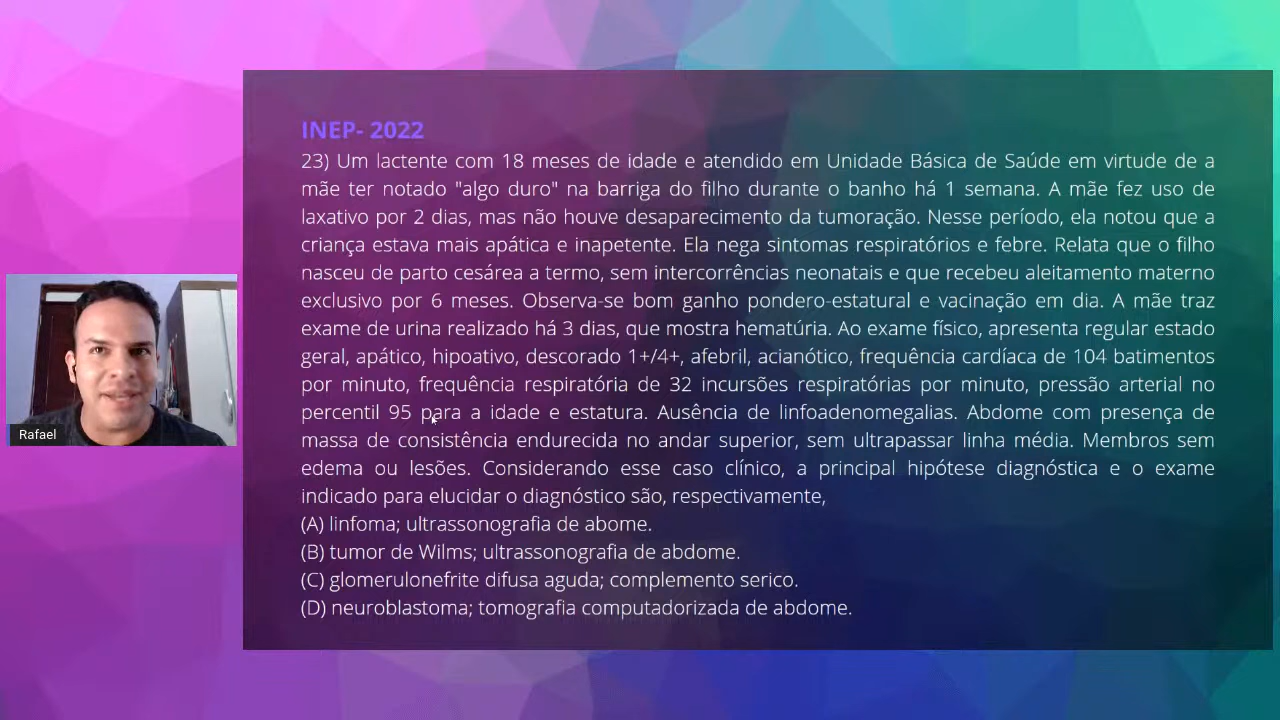 INEP- 2022
23) Um lactente com 18 meses de idade e atendido em Unidade Básica de Saúde em virtude de a
mãe ter notado "algo duro" na barriga do filho durante o banho há 1 semana. A mãe fez uso de
laxativo por 2 dias, mas não houve desaparecimento da tumoração. Nesse período, ela notou que a
criança estava mais apática e inapetente. Ela nega sintomas respiratórios e febre. Relata que o filho
nasceu de parto cesárea a termo, sem intercorrências neonatais e que recebeu aleitamento materno
exclusivo por 6 meses. Observa-se bom ganho pondero-estatural e vacinação em dia. A mãe traz
exame de urina realizado há 3 dias, que mostra hematúria. Ao exame físico, apresenta regular estado
geral, apático, hipoativo, descorado 1+/4+, afebril, acianótico, frequência cardíaca de 104 batimentos
por minuto, frequência respiratória de 32 incursões respiratórias por minuto, pressão arterial no
percentil 95 para a idade e estatura. Ausência de linfoadenomegalias. Abdome com presença de
massa de consistência endurecida no andar superior, sem ultrapassar linha média. Membros sem
edema ou lesões. Considerando esse caso clínico, a principal hipótese diagnóstica e o exame
indicado para elucidar o diagnóstico são, respectivamente,
(A) linfoma; ultrassonografia de abome.
(B) tumor de Wilms; ultrassonografia de abdome.
(C) glomerulonefrite difusa aguda; complemento serico.
(D) neuroblastoma; tomografia computadorizada de abdome.
Rafael